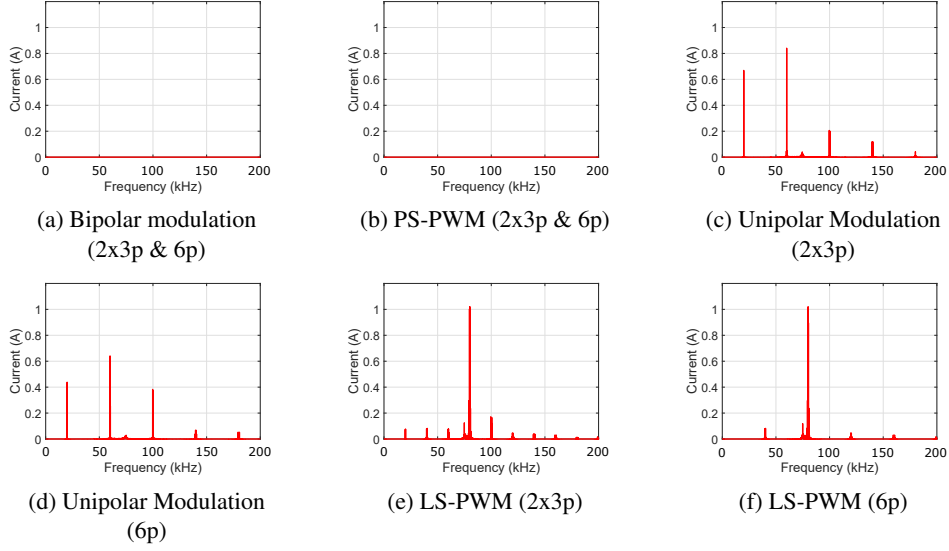 1
0.8
0.6
0.4
0.2
0
Current (A)
0 50 100 150 200
Frequency (kHz)
(a) Bipolar modulation
(2x3p & 6p)
1
0.8
0.6
0.4
0.2
0
Current (A)
0 50 100 150 200
Frequency (kHz)
(b) PS-PWM (2x3p & 6p)
1
0.8
0.6
0.4
0.2
0
Current (A)
0 50 100 150 200
Frequency (kHz)
(c) Unipolar Modulation
(2x3p)
1
0.8
0.6
0.4
0.2
0
Current (A)
0 50 100 150 200
Frequency (kHz)
(d) Unipolar Modulation
(6p)
1
0.8
0.6
0.4
0.2
0
Current (A)
0 50 100 150 200
Frequency (kHz)
(e) LS-PWM (2x3p)
1
0.8
0.6
0.4
0.2
0
Current (A)
0 50 100 150 200
Frequency (kHz)
(f) LS-PWM (6p)